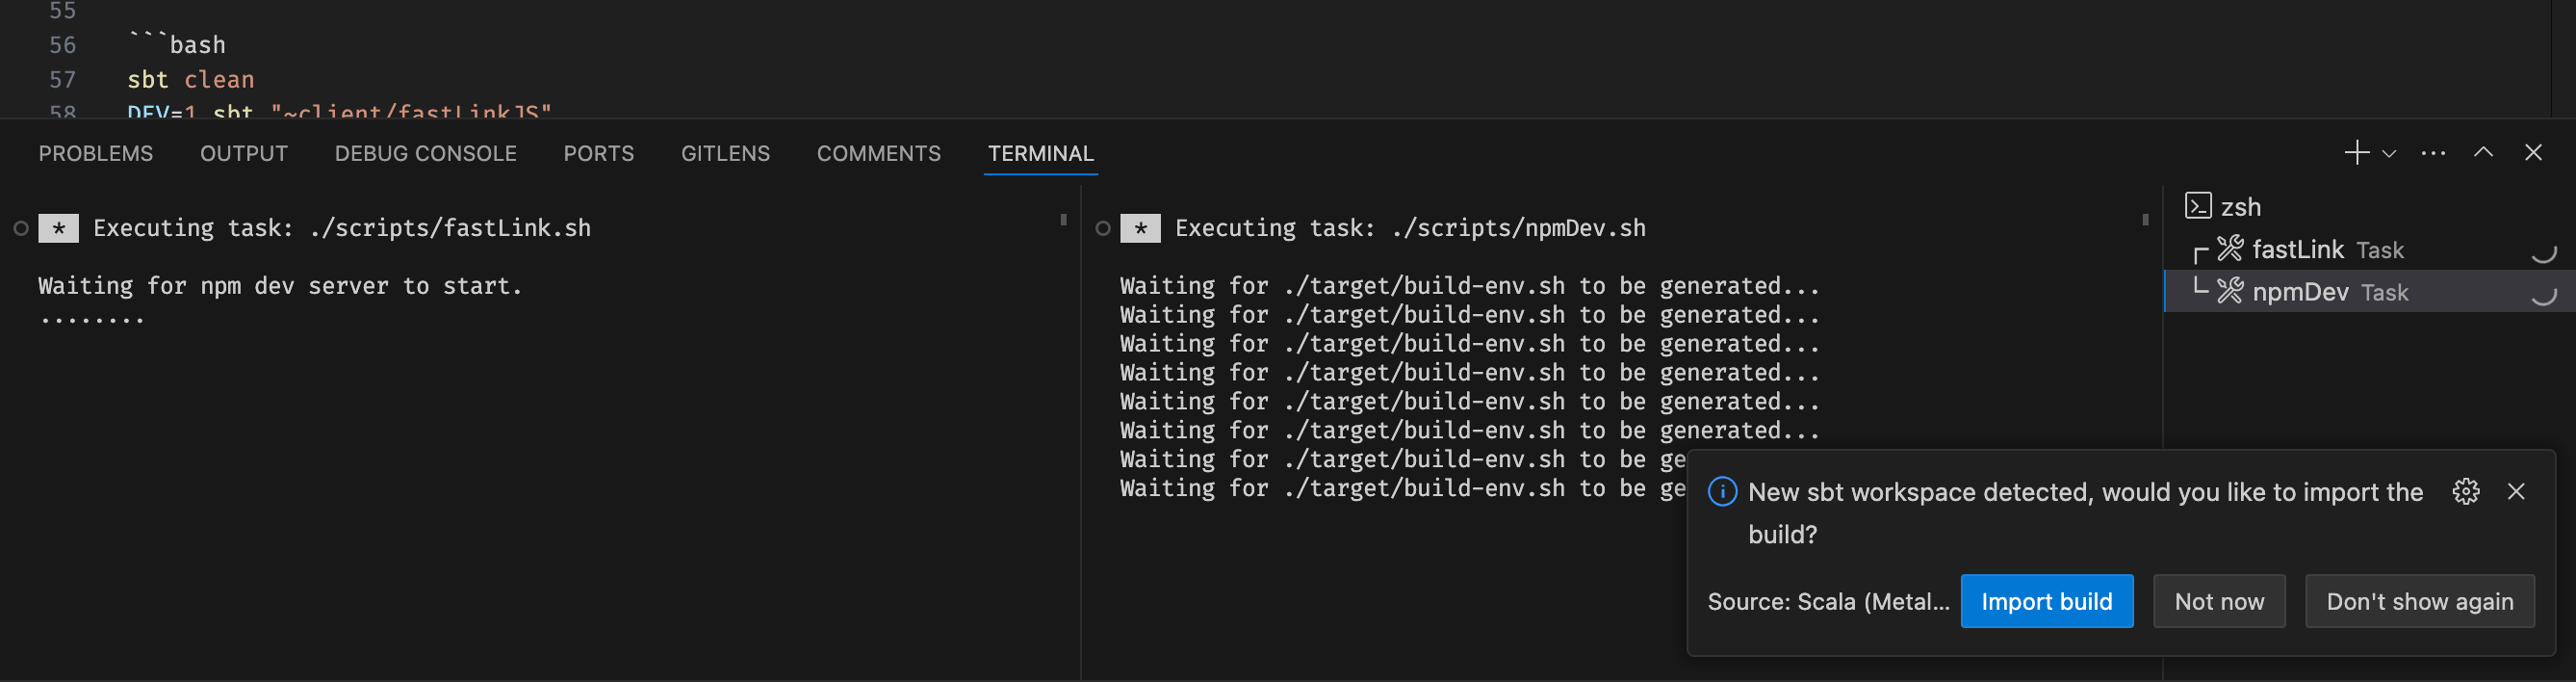 55
56 ```bash
57 sbt clean
58 DEV=1 sbt "~client/fastLinkJS"
PROBLEMS OUTPUT DEBUG CONSOLE PORTS GITLENS COMMENTS TERMINAL
* Executing task: ./scripts/fastLink.sh
Waiting for npm dev server to start.
........
* Executing task: ./scripts/npmDev.sh
Waiting for ./target/build-env.sh to be generated...
Waiting for ./target/build-env.sh to be generated...
Waiting for ./target/build-env.sh to be generated...
Waiting for ./target/build-env.sh to be generated...
Waiting for ./target/build-env.sh to be generated...
Waiting for ./target/build-env.sh to be generated...
Waiting for ./target/build-env.sh to be ge
Waiting for ./target/build-env.sh to be ge
zsh
fastLink Task
npmDev Task
New sbt workspace detected, would you like to import the
build?
Source: Scala (Metal... Import build Not now Don't show again